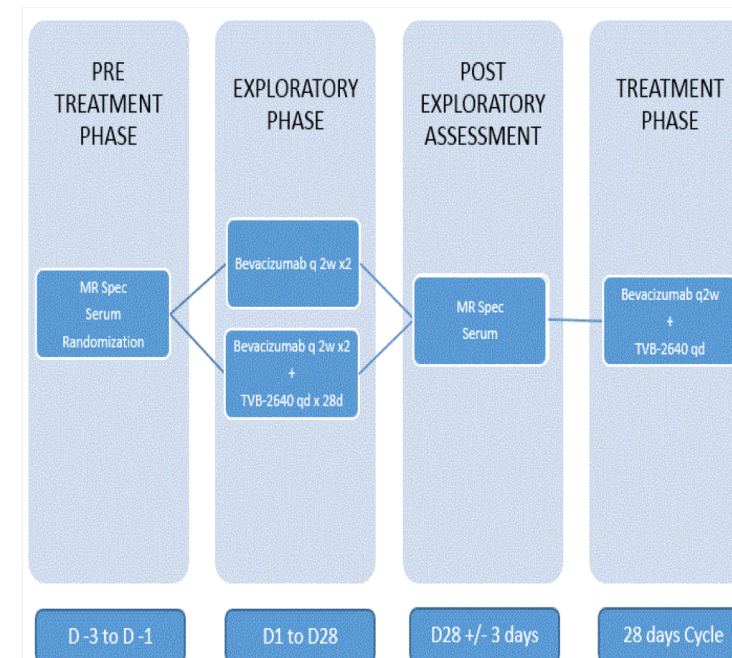 PRE
TREATMENT
PHASE
MR Spec
Serum
Randomization
D -3 to D -1
EXPLORATORY
PHASE
Bevacizumab q 2w x2
Bevacizumab q 2w x2
+
TVB-2640 qd x 28d
D1 to D28
POST
EXPLORATORY
ASSESSMENT
MR Spec
Serum
D28 +/- 3 days
TREATMENT
PHASE
Bevacizumab q2w
+
TVB-2640 qd
28 days Cycle